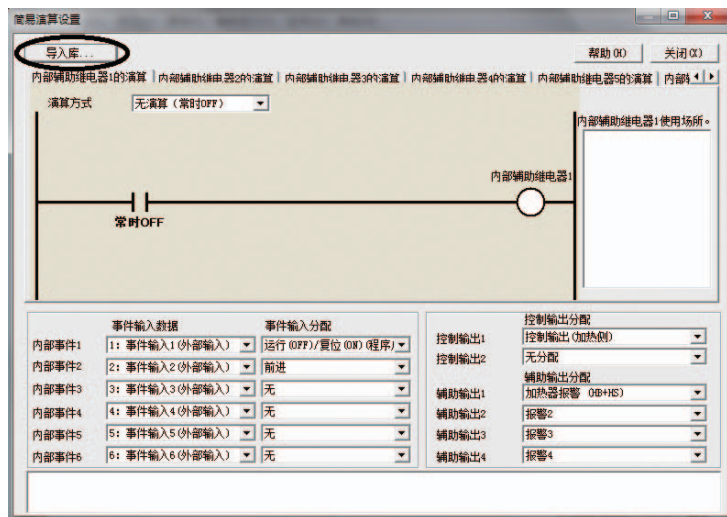 简易演算设置
导入库...
帮助(H)
关闭(X)
内部辅助继电器1的演算 内部辅助继电器2的演算 内部辅助继电器3的演算 内部辅助继电器4的演算 内部辅助继电器5的演算 内部
演算方式 无演算（常时OFF）
内部辅助继电器1使用场所。
内部辅助继电器1
常时OFF
事件输入数据 事件输入分配
内部事件1 1: 事件输入1(外部输入) 运行(OFF)/复位(ON)(程序
内部事件2 2: 事件输入2(外部输入) 前进
内部事件3 3: 事件输入3(外部输入) 无
内部事件4 4: 事件输入4(外部输入) 无
内部事件5 5: 事件输入5(外部输入) 无
内部事件6 6: 事件输入6(外部输入) 无
控制输出分配
控制输出1 控制输出(加热侧)
控制输出2 无分配
辅助输出分配
辅助输出1 加热器报警 (HB+HS)
辅助输出2 报警2
辅助输出3 报警3
辅助输出4 报警4